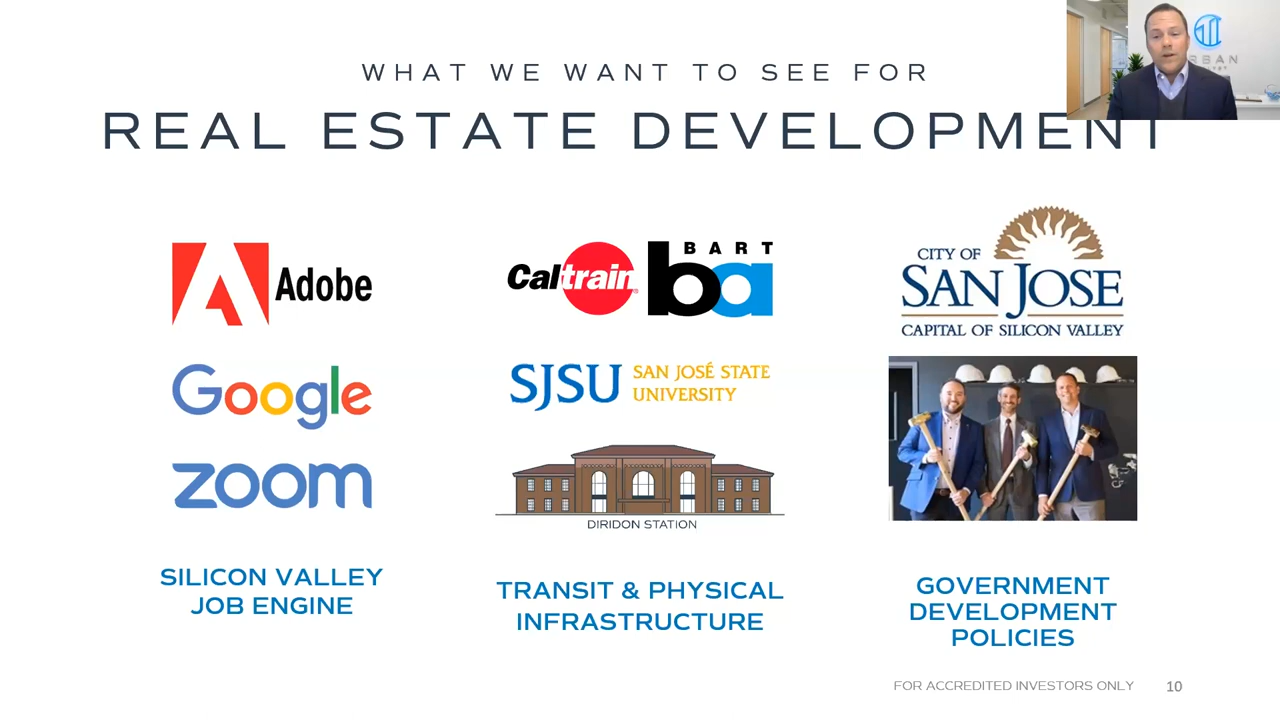 WHAT WE WANT TO SEE FOR
REAL ESTATE DEVELOPMENT
Adobe
Google
zoom
SILICON VALLEY
JOB ENGINE
Caltrain
BART
ba
SJSU SAN JOSÉ STATE
UNIVERSITY
DIRIDON STATION
TRANSIT & PHYSICAL
INFRASTRUCTURE
CITY OF
SAN JOSE
CAPITAL OF SILICON VALLEY
GOVERNMENT
DEVELOPMENT
POLICIES
FOR ACCREDITED INVESTORS ONLY 10